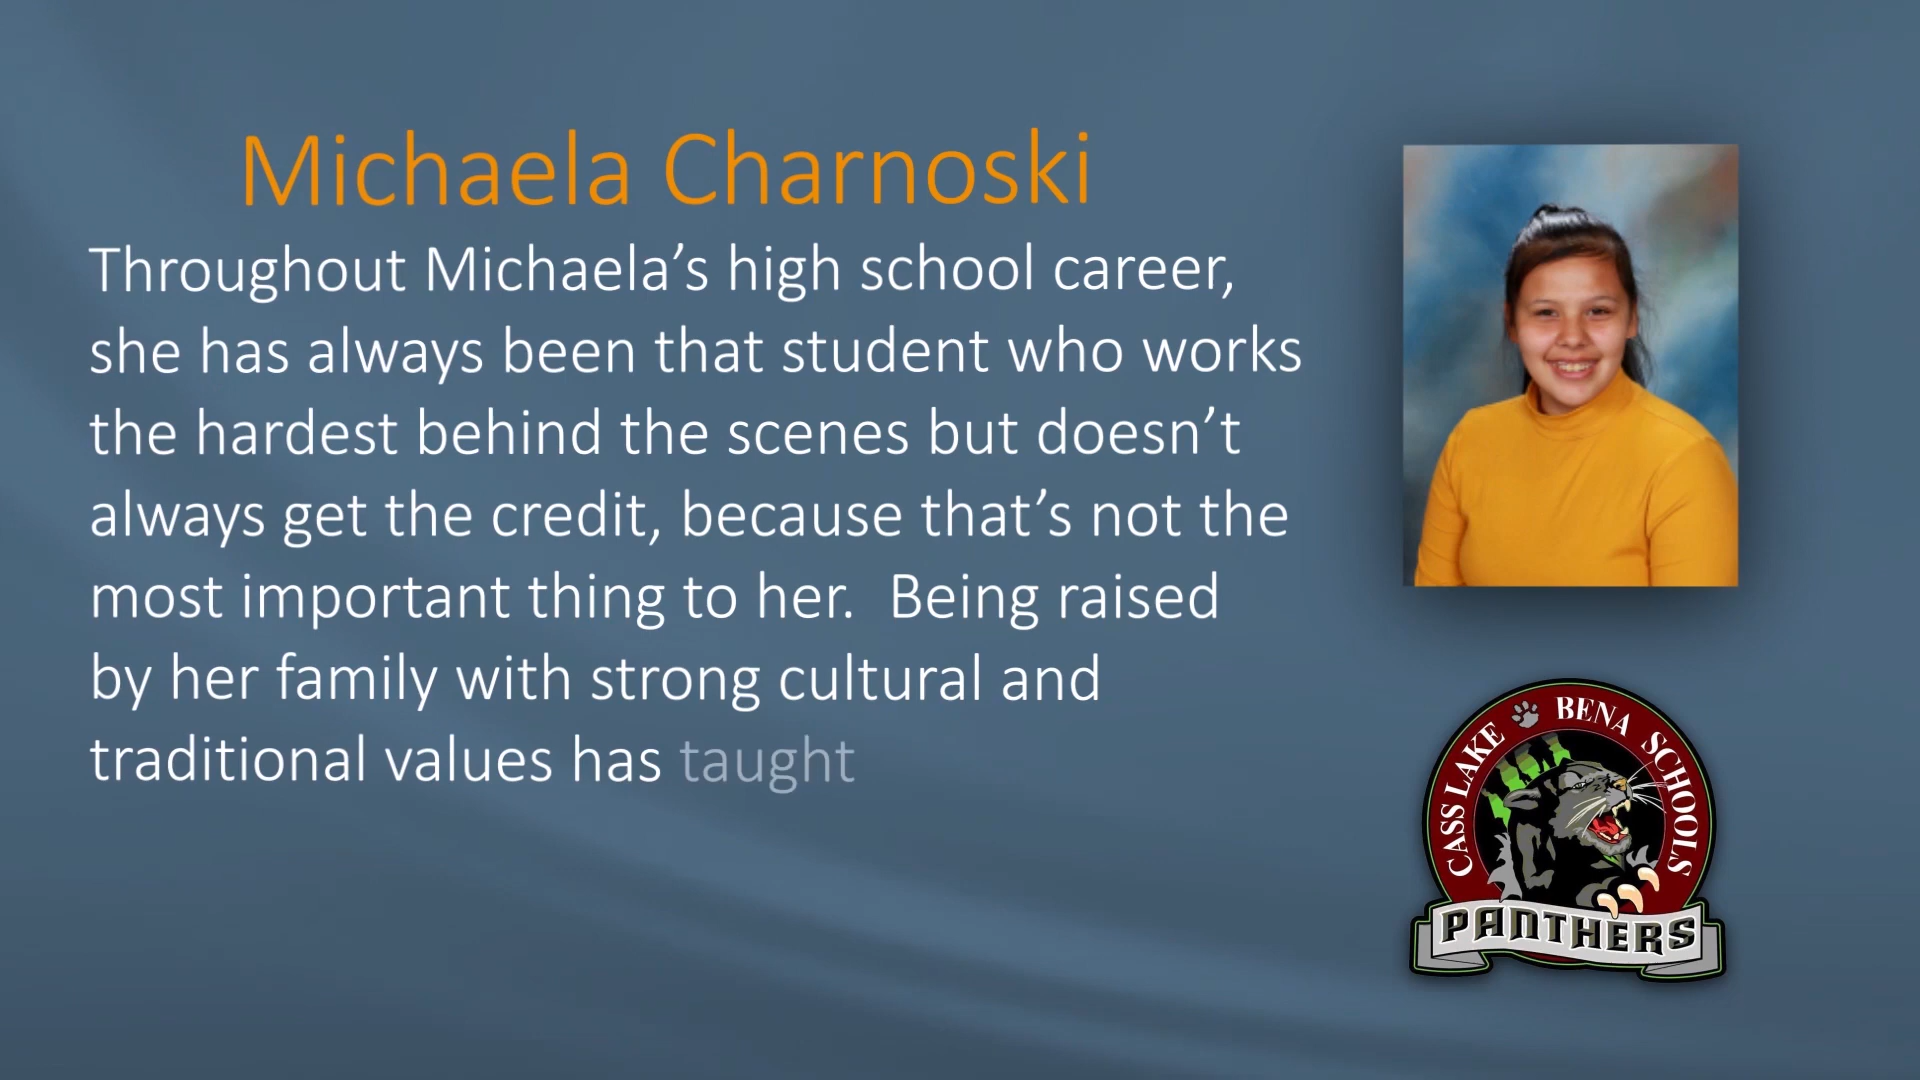 Michaela Charnoski
Throughout Michaela’s high school career,
she has always been that student who works
the hardest behind the scenes but doesn’t
always get the credit, because that’s not the
most important thing to her.  Being raised
by her family with strong cultural and
traditional values has taught
CASS LAKE BENA SCHOOLS
PANTHERS